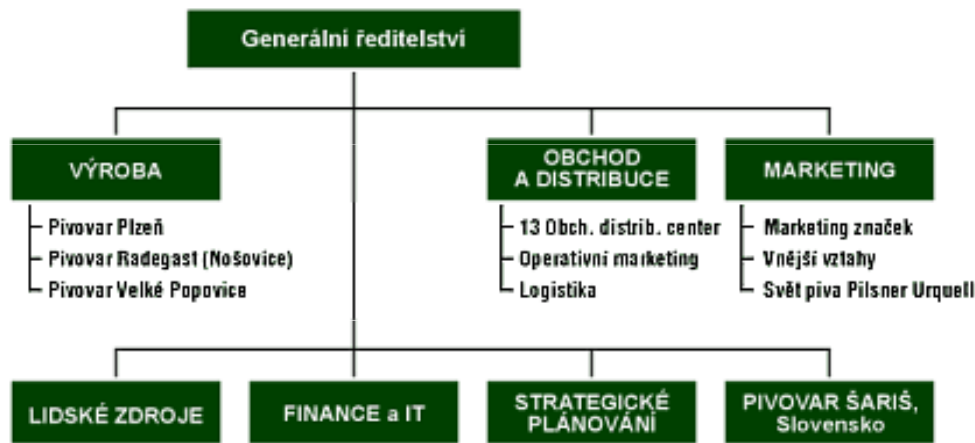 Generální ředitelství
VÝROBA
Pivovar Plzeň
Pivovar Radegast (Nošovice)
Pivovar Velké Popovice
OBCHOD
A DISTRIBUCE
13 Obch. distrib. center
Operativní marketing
Logistika
MARKETING
Marketing značek
Vnější vztahy
Svět piva Pilsner Urquell
LIDSKÉ ZDROJE
FINANCE a IT
STRATEGICKÉ
PLÁNOVÁNÍ
PIVOVAR ŠARIŠ,
Slovensko